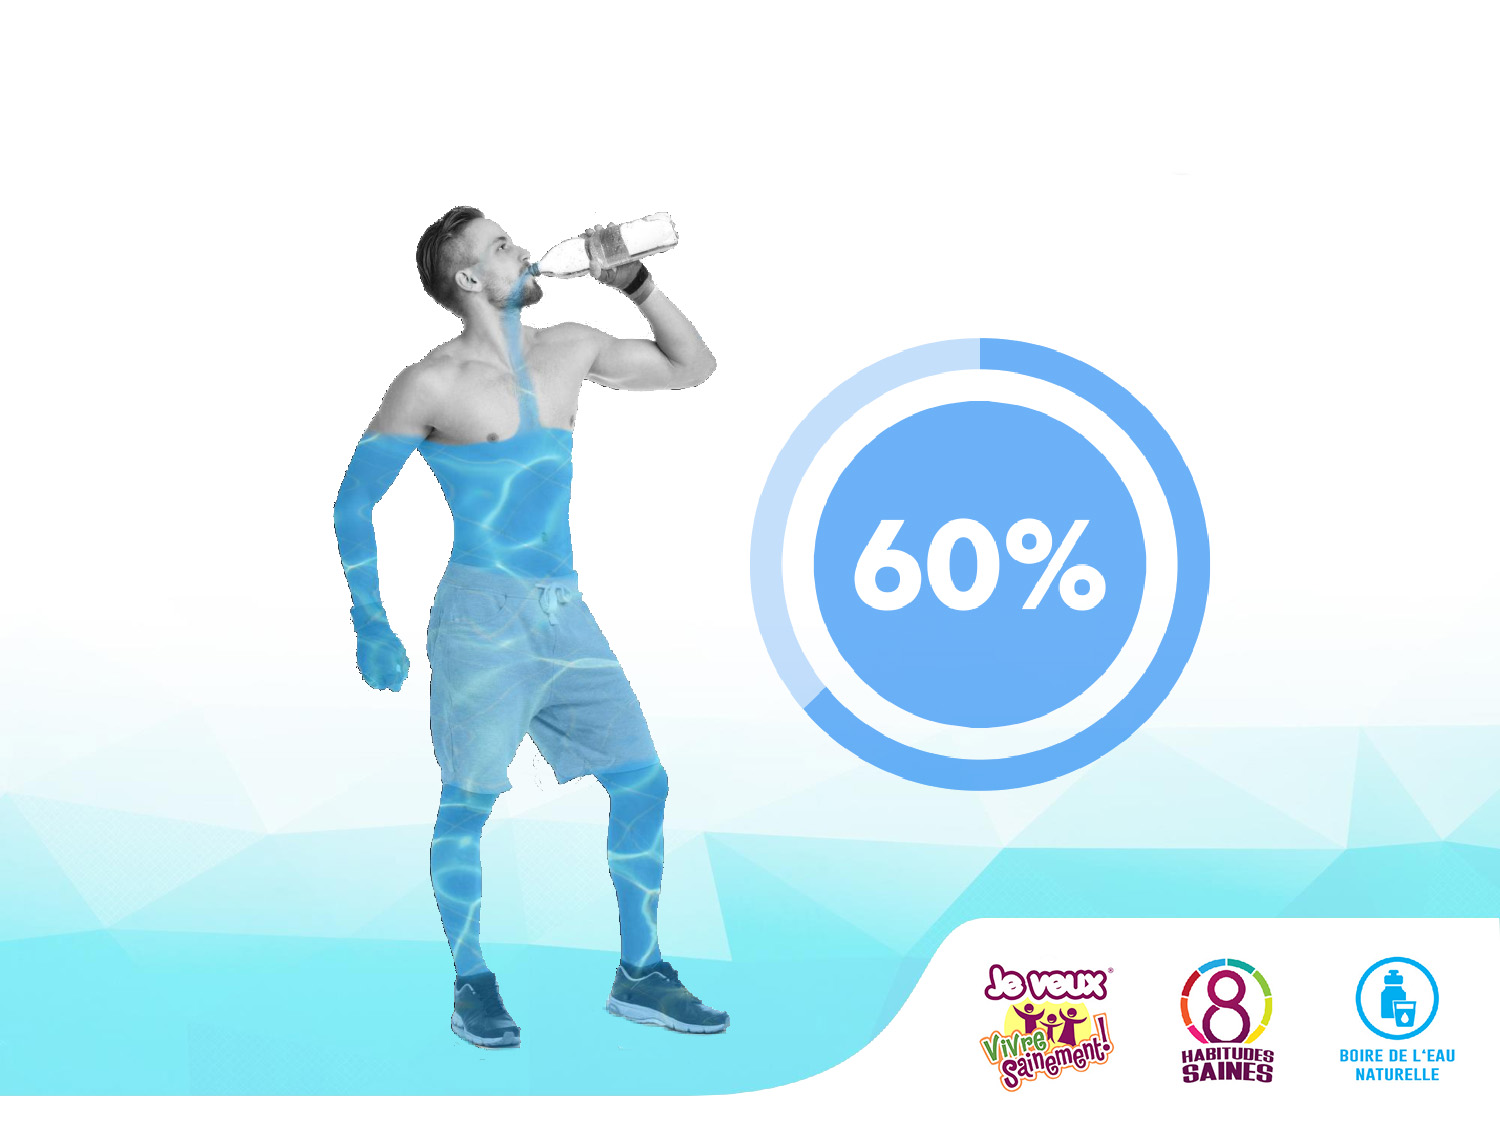 60%
Je veux
Vivre
Sainement!
8
HABITUDES
SAINES
BOIRE DE L'EAU
NATURELLE